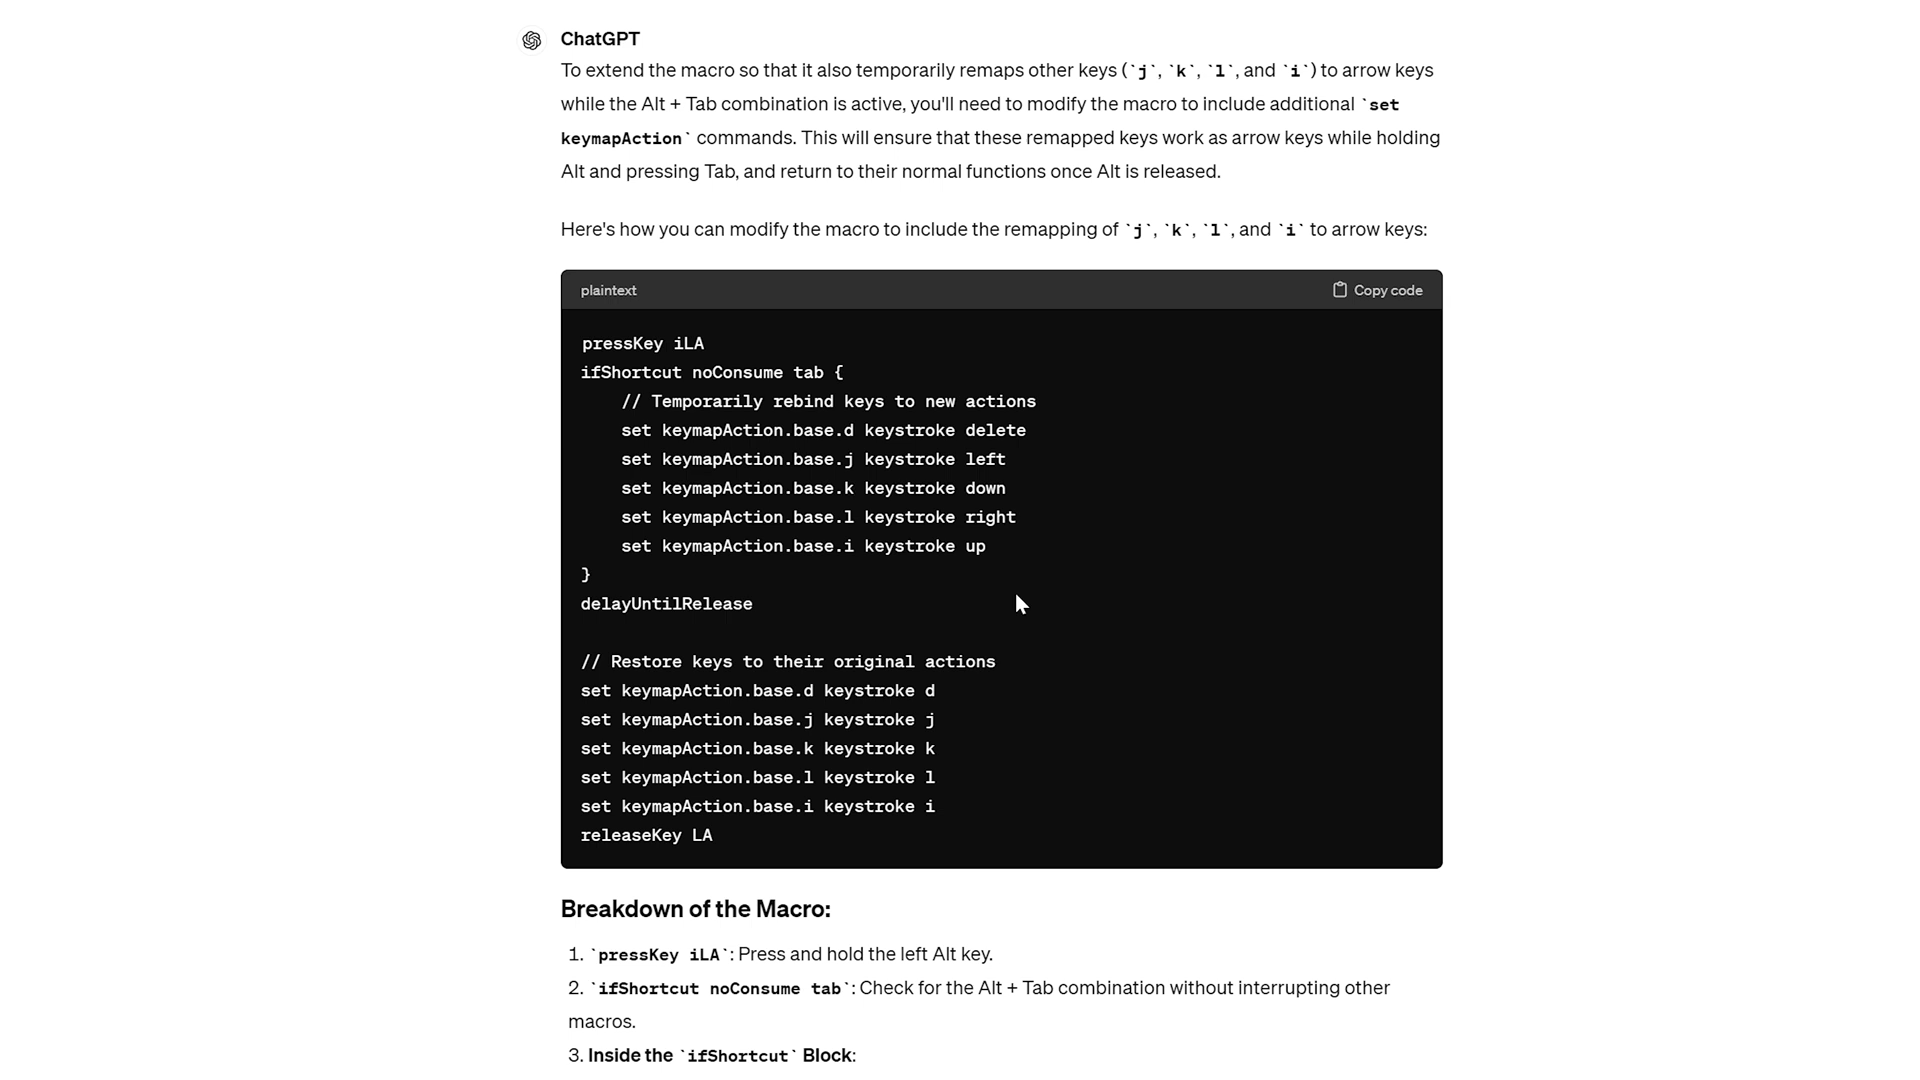 ChatGPT
To extend the macro so that it also temporarily remaps other keys (`j`, `k`, `l`, and `i`) to arrow keys
while the Alt + Tab combination is active, you'll need to modify the macro to include additional `set
keymapAction` commands. This will ensure that these remapped keys work as arrow keys while holding
Alt and pressing Tab, and return to their normal functions once Alt is released.
Here's how you can modify the macro to include the remapping of `j`, `k`, `l`, and `i` to arrow keys:
plaintext
Copy code
pressKey iLA
ifShortcut noConsume tab {
    // Temporarily rebind keys to new actions
    set keymapAction.base.d keystroke delete
    set keymapAction.base.j keystroke left
    set keymapAction.base.k keystroke down
    set keymapAction.base.l keystroke right
    set keymapAction.base.i keystroke up
}
delayUntilRelease
// Restore keys to their original actions
set keymapAction.base.d keystroke d
set keymapAction.base.j keystroke j
set keymapAction.base.k keystroke k
set keymapAction.base.l keystroke l
set keymapAction.base.i keystroke i
releaseKey LA
Breakdown of the Macro:
1. `pressKey iLA`: Press and hold the left Alt key.
2. `ifShortcut noConsume tab`: Check for the Alt + Tab combination without interrupting other
macros.
3. Inside the `ifShortcut` Block: